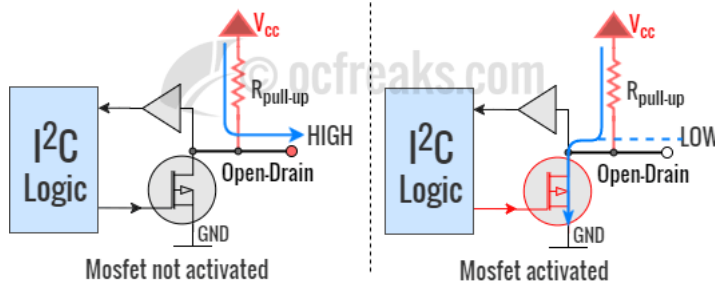 Vcc
© ocfreaks.com
Rpull-up
HIGH
I²C
Logic
Open-Drain
GND
Mosfet not activated
Vcc
Rpull-up
LOW
I²C
Logic
Open-Drain
GND
Mosfet activated